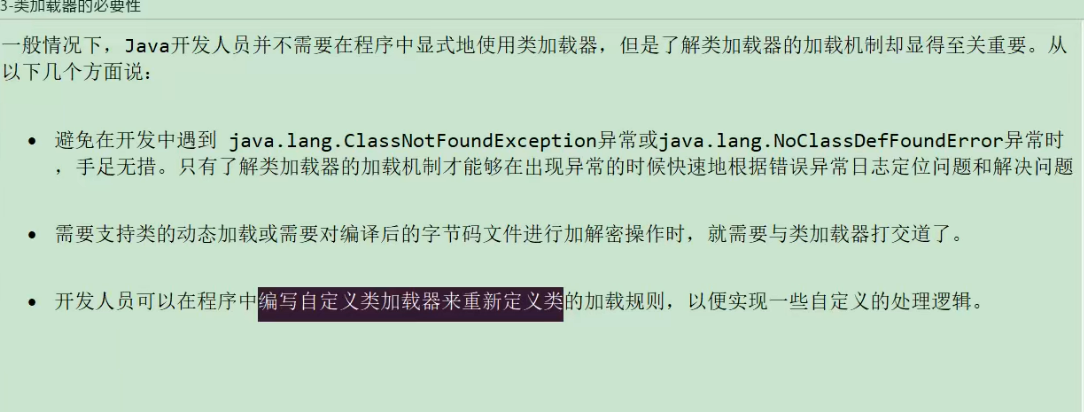 3-类加载器的必要性
一般情况下，Java开发人员并不需要在程序中显式地使用类加载器，但是了解类加载器的加载机制却显得至关重要。从
以下几个方面说：
• 避免在开发中遇到 java.lang.ClassNotFoundException异常或java.lang.NoClassDefFoundError异常时
，手足无措。只有了解类加载器的加载机制才能够在出现异常的时候快速地根据错误异常日志定位问题和解决问题
• 需要支持类的动态加载或需要对编译后的字节码文件进行加解密操作时，就需要与类加载器打交道了。
• 开发人员可以在程序中编写自定义类加载器来重新定义类的加载规则，以便实现一些自定义的处理逻辑。